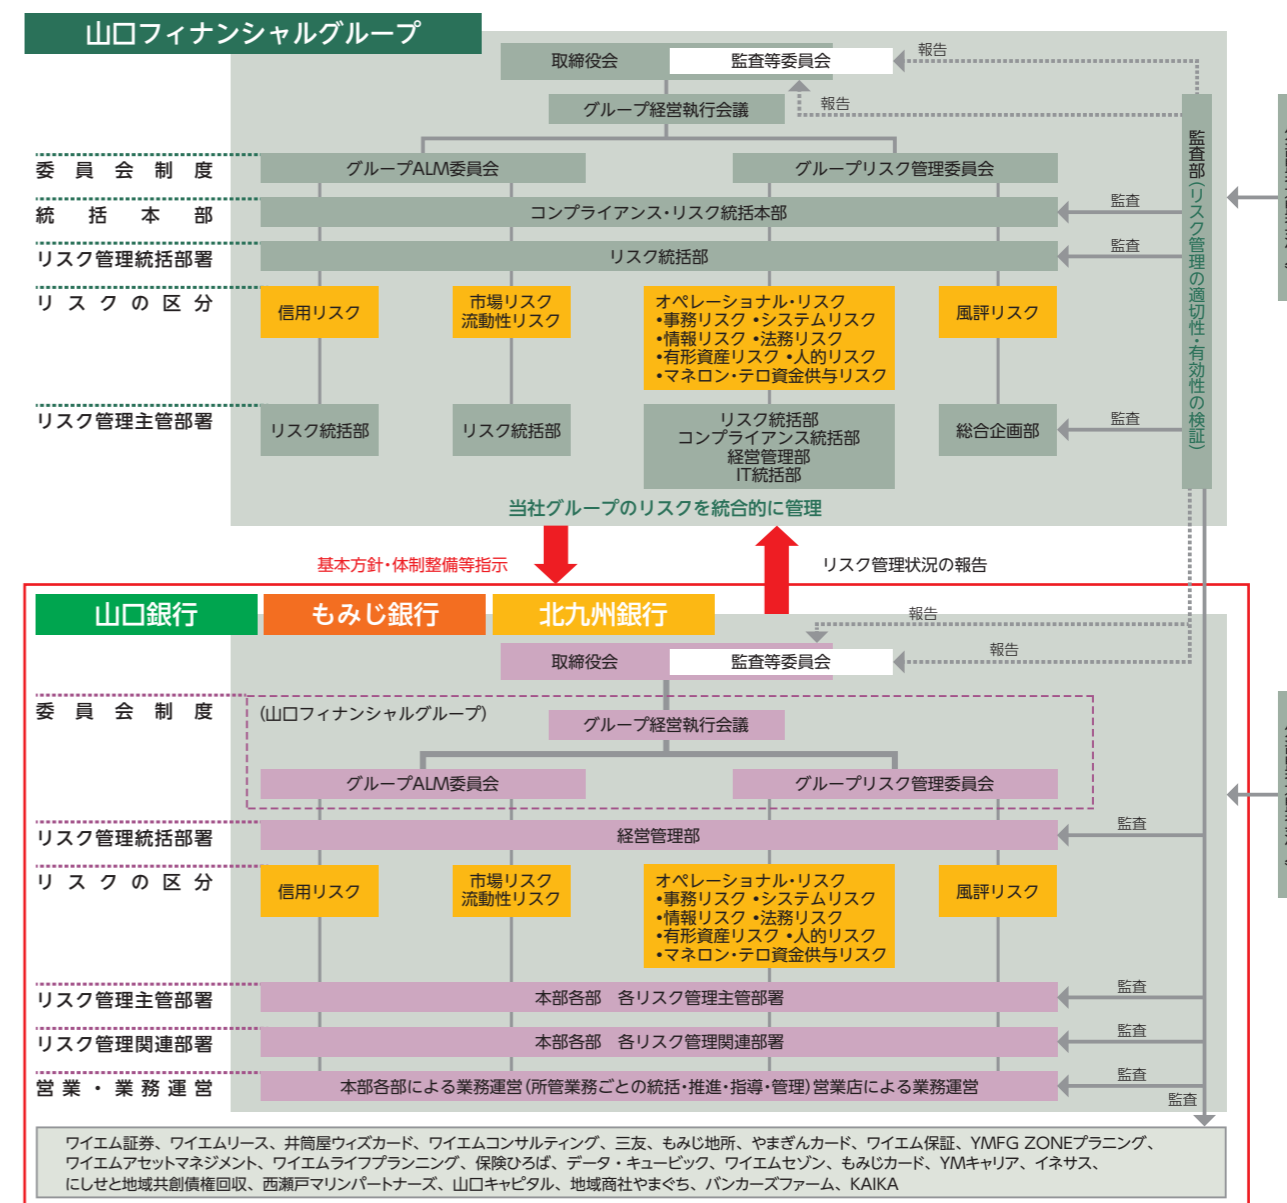 山口フィナンシャルグループ
取締役会
監査等委員会
報告
グループ経営執行会議
報告
委員会制度
グループALM委員会
グループリスク管理委員会
統括本部
コンプライアンス・リスク統括本部
監査
リスク管理統括部署
リスク統括部
監査
監査部(リスク管理の適切性・有効性の検証)
リスクの区分
信用リスク
市場リスク
流動性リスク
オペレーショナル・リスク
•事務リスク •システムリスク
•情報リスク •法務リスク
•有形資産リスク •人的リスク
•マネロン・テロ資金供与リスク
風評リスク
リスク管理主管部署
リスク統括部
リスク統括部
リスク統括部
コンプライアンス統括部
経営管理部
IT統括部
総合企画部
監査
当社グループのリスクを統合的に管理
基本方針・体制整備等指示
リスク管理状況の報告
山口銀行
もみじ銀行
北九州銀行
報告
取締役会
監査等委員会
報告
委員会制度
(山口フィナンシャルグループ)
グループ経営執行会議
グループALM委員会
グループリスク管理委員会
リスク管理統括部署
経営管理部
監査
リスクの区分
信用リスク
市場リスク
流動性リスク
オペレーショナル・リスク
•事務リスク •システムリスク
•情報リスク •法務リスク
•有形資産リスク •人的リスク
•マネロン・テロ資金供与リスク
風評リスク
リスク管理主管部署
本部各部 各リスク管理主管部署
監査
リスク管理関連部署
本部各部 各リスク管理関連部署
監査
営業・業務運営
本部各部による業務運営(所管業務ごとの統括・推進・指導・管理)営業店による業務運営
監査
監査
ワイエム証券、ワイエムリース、井筒屋ウィズカード、ワイエムコンサルティング、三友、もみじ地所、やまぎんカード、ワイエム保証、YMFG ZONEプラニング、
ワイエムアセットマネジメント、ワイエムライフプランニング、保険ひろば、データ・キュービック、ワイエムセゾン、もみじカード、YMキャリア、イネサス、
にしせと地域共創債権回収、西瀬戸マリンパートナーズ、山口キャピタル、地域商社やまぐち、バンカーズファーム、KAIKA